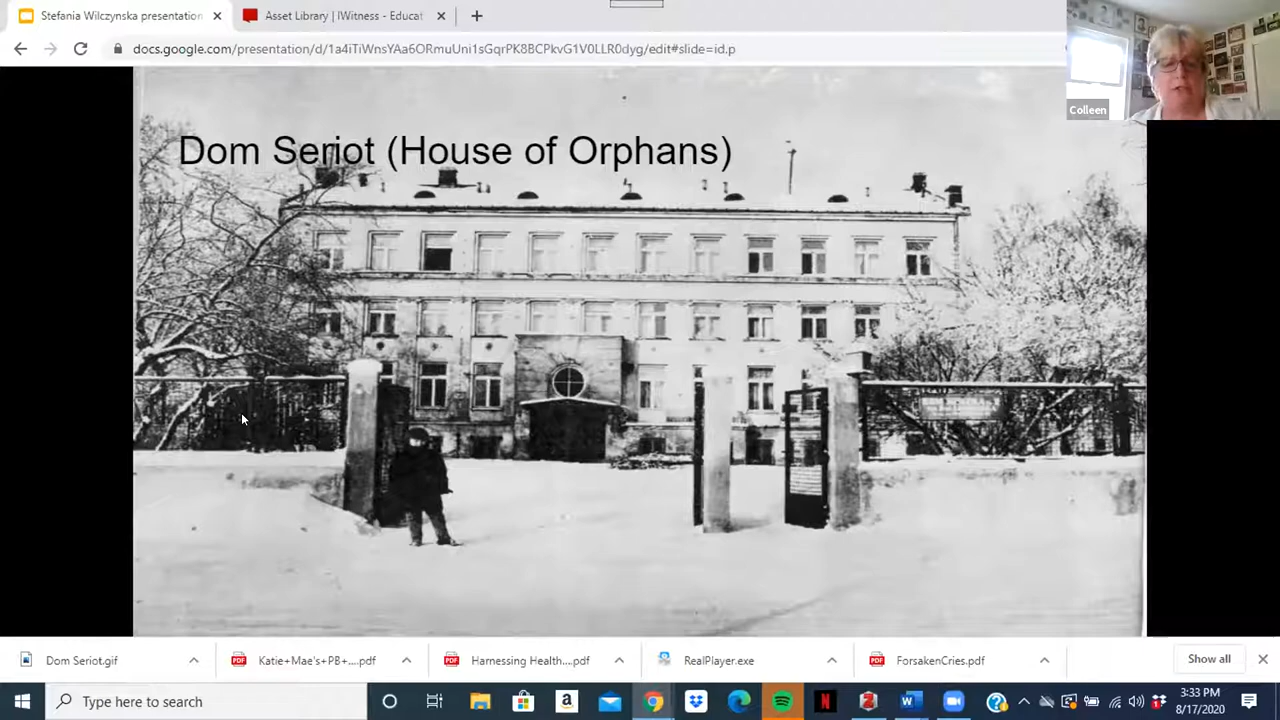 Stefania Wilczynska presentation
Asset Library | IWitness - Educat
docs.google.com/presentation/d/1a4iTiWnsYAa6ORmuUni1sGqrPK8BCPkvG1V0LLR0dyg/edit#slide=id.p
Colleen
Dom Seriot (House of Orphans)
Dom Seriot.gif
Katie+Mae's+PB+....pdf
Harnessing Health....pdf
RealPlayer.exe
ForsakenCries.pdf
Show all
Type here to search
3:33 PM
8/17/2020